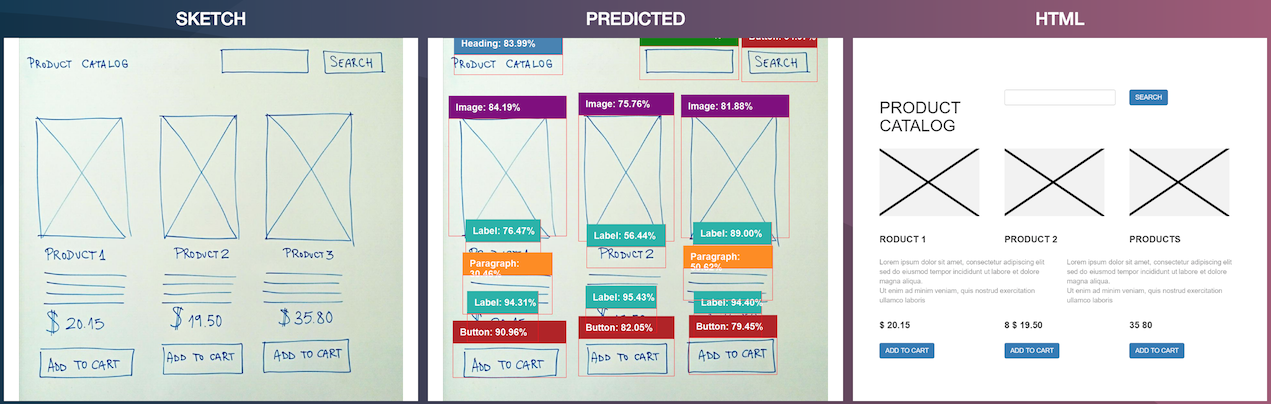 SKETCH
PREDICTED
HTML
PRODUCT CATALOG
SEARCH
PRODUCT 1
PRODUCT 2
PRODUCT 3
$ 20.15
$ 19.50
$ 35.80
ADD TO CART
ADD TO CART
ADD TO CART
Heading: 83.99%
PRODUCT CATALOG
SEARCH
Image: 84.19%
Image: 75.76%
Image: 81.88%
Label: 76.47%
Label: 56.44%
Label: 89.00%
PRODUCT 2
Paragraph:
30.46%
Paragraph:
50.62%
Label: 94.31%
Label: 95.43%
Label: 94.40%
Button: 90.96%
Button: 82.05%
Button: 79.45%
ADD TO CART
ADD TO CART
ADD TO CART
SEARCH
PRODUCT
CATALOG
RODUCT 1
PRODUCT 2
PRODUCTS
Lorem ipsum dolor sit amet, consectetur adipiscing elit
sed do eiusmod tempor incididunt ut labore et dolore
magna aliqua.
Ut enim ad minim veniam, quis nostrud exercitation
ullamco laboris
Lorem ipsum dolor sit amet, consectetur adipiscing elit
sed do eiusmod tempor incididunt ut labore et dolore
magna aliqua.
Ut enim ad minim veniam, quis nostrud exercitation
ullamco laboris
$ 20.15
8 $ 19.50
35 80
ADD TO CART
ADD TO CART
ADD TO CART